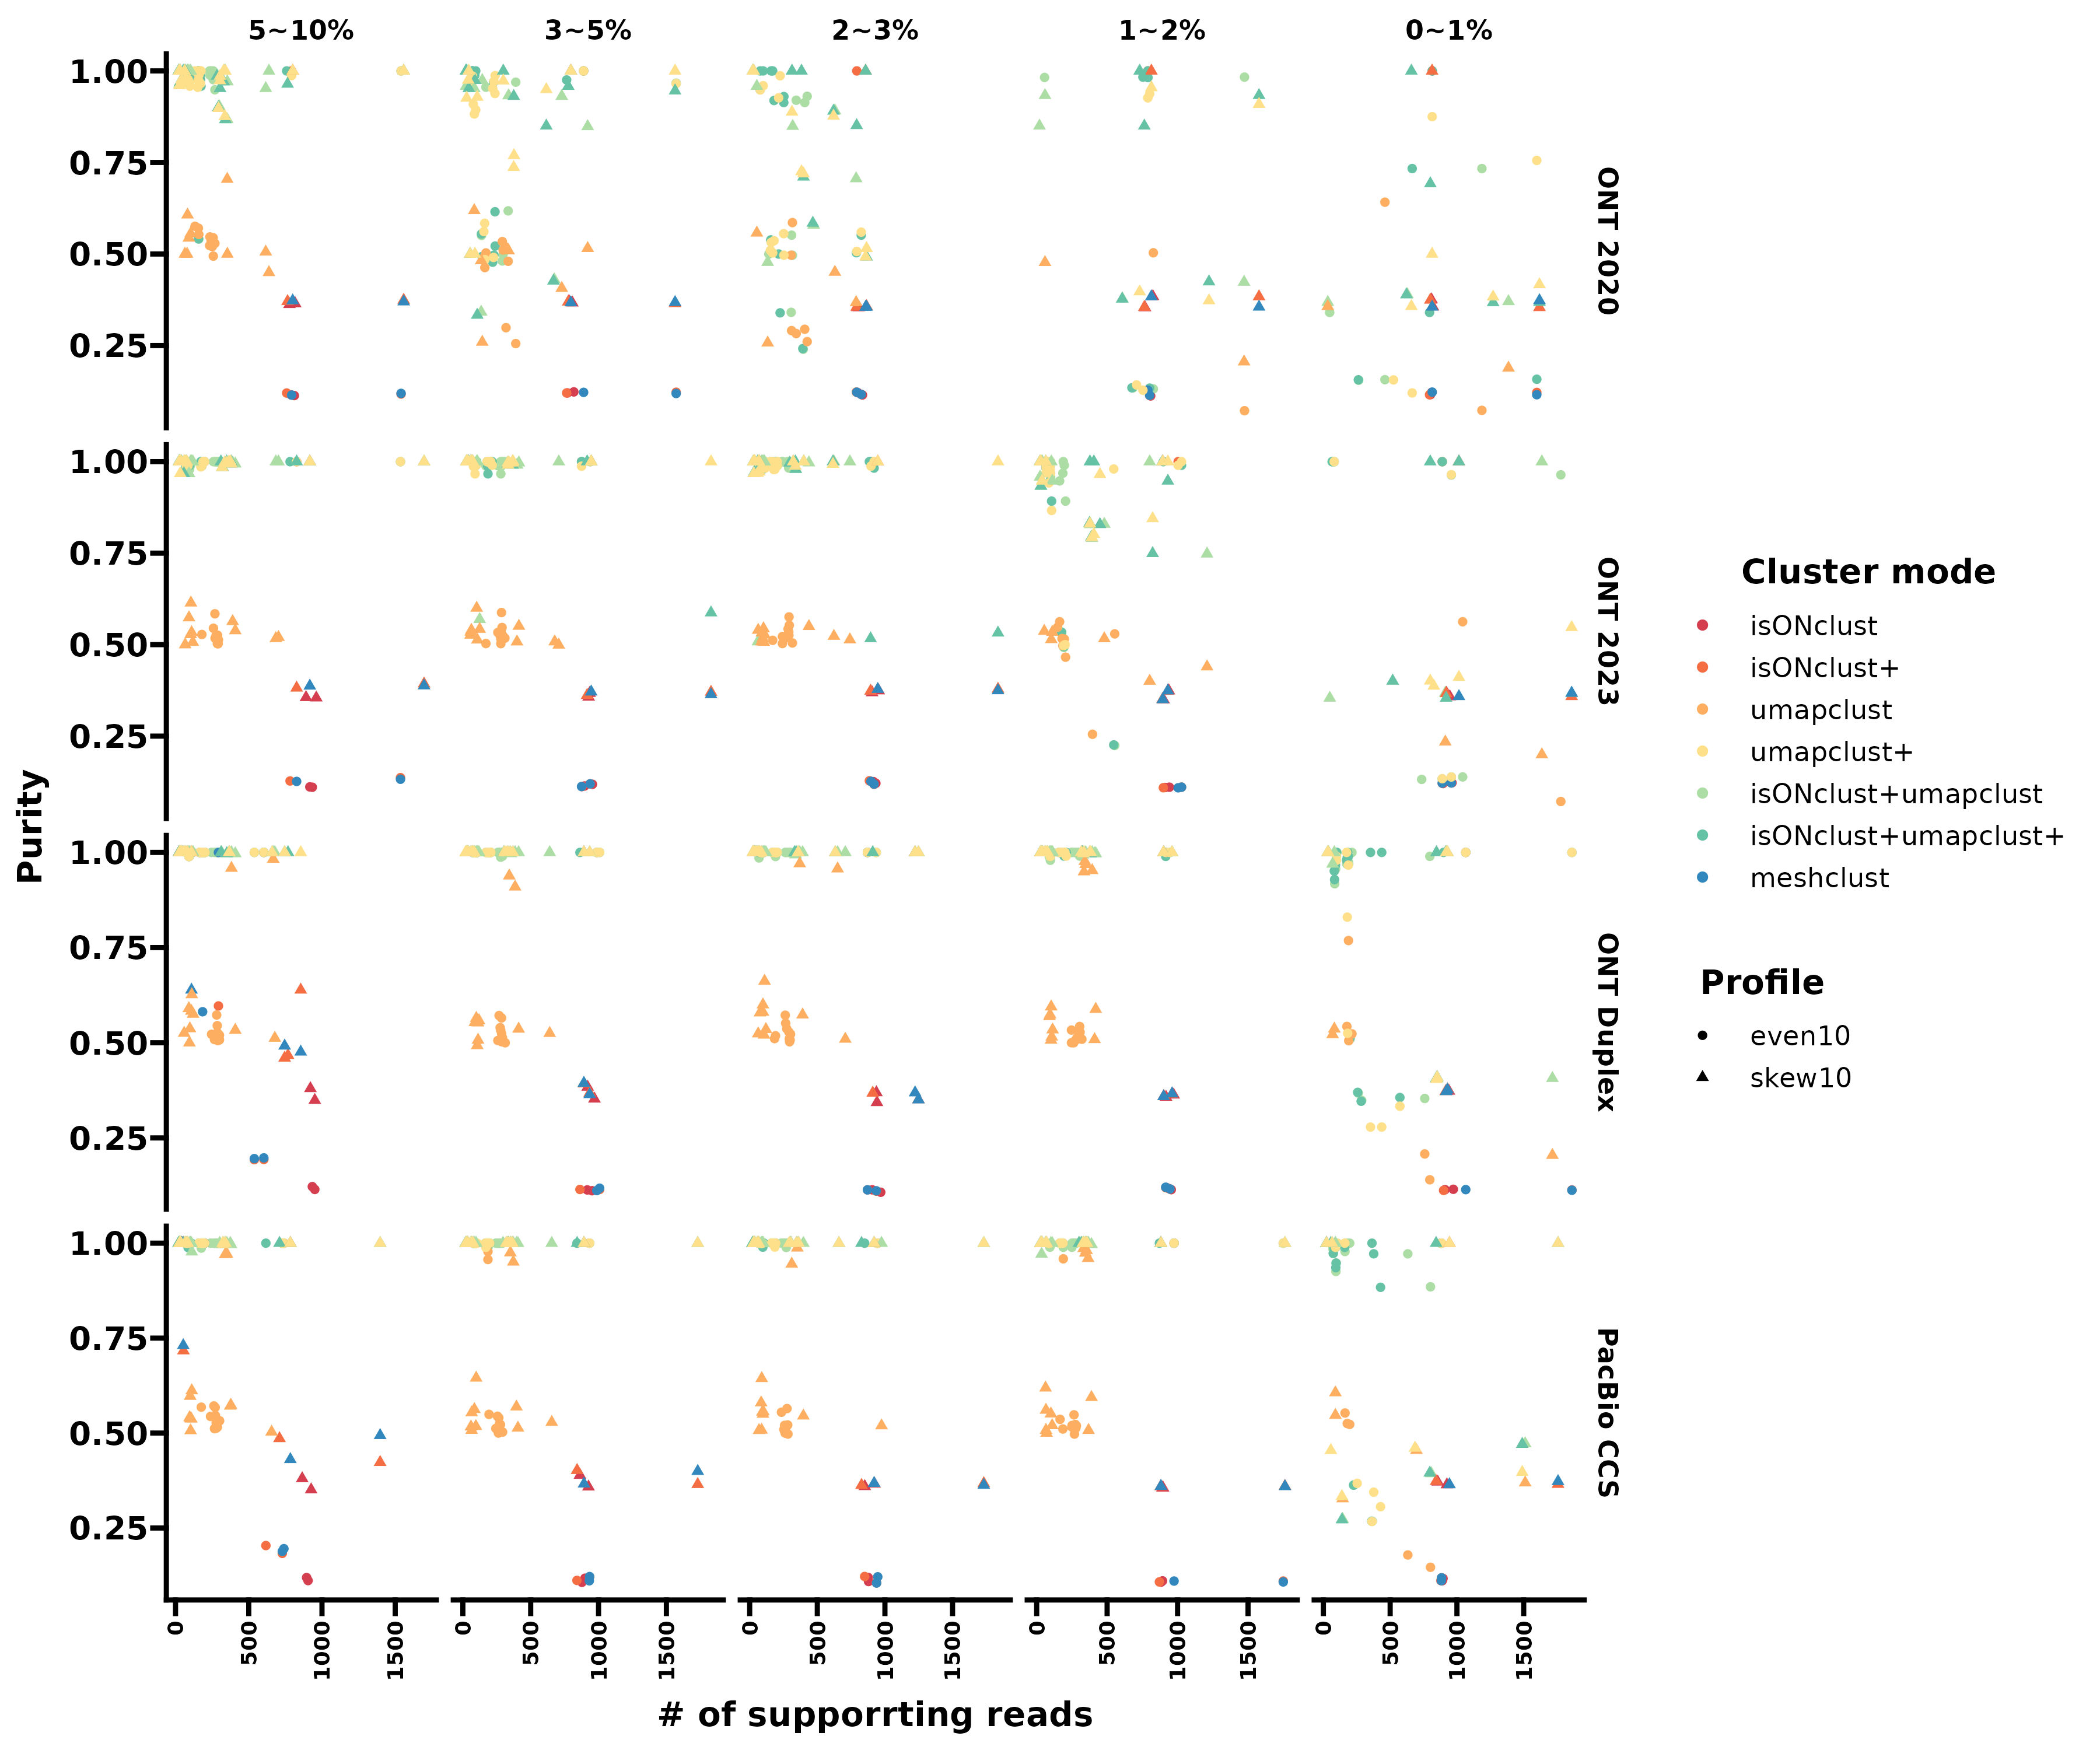 5~10% 3~5% 2~3% 1~2% 0~1%
1.00
0.75
0.50
0.25
ONT 2020
1.00
0.75
0.50
0.25
ONT 2023
1.00
0.75
0.50
0.25
ONT Duplex
1.00
0.75
0.50
0.25
PacBio CCS
Purity
0 500 1000 1500 0 500 1000 1500 0 500 1000 1500 0 500 1000 1500 0 500 1000 1500
# of supporrting reads
Cluster mode
isONclust
isONclust+
umapclust
umapclust+
isONclust+umapclust
isONclust+umapclust+
meshclust
Profile
even10
skew10